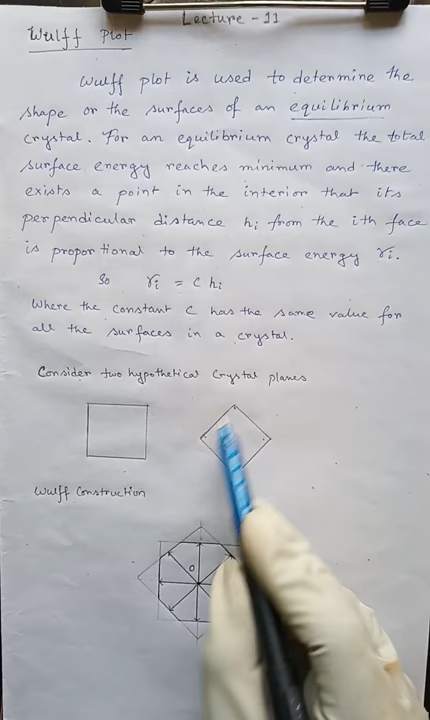 Lecture - 11
Wulff Plot
Wulff plot is used to determine the
shape or the surfaces of an equilibrium
crystal. For an equilibrium crystal the total
surface energy reaches minimum and there
exists a point in the interior that its
perpendicular distance hi from the ith face
is proportional to the surface energy γi.
So γi = c hi
Where the constant C has the same value for
all the surfaces in a crystal.
Consider two hypothetical Crystal planes
Wulff Construction
O